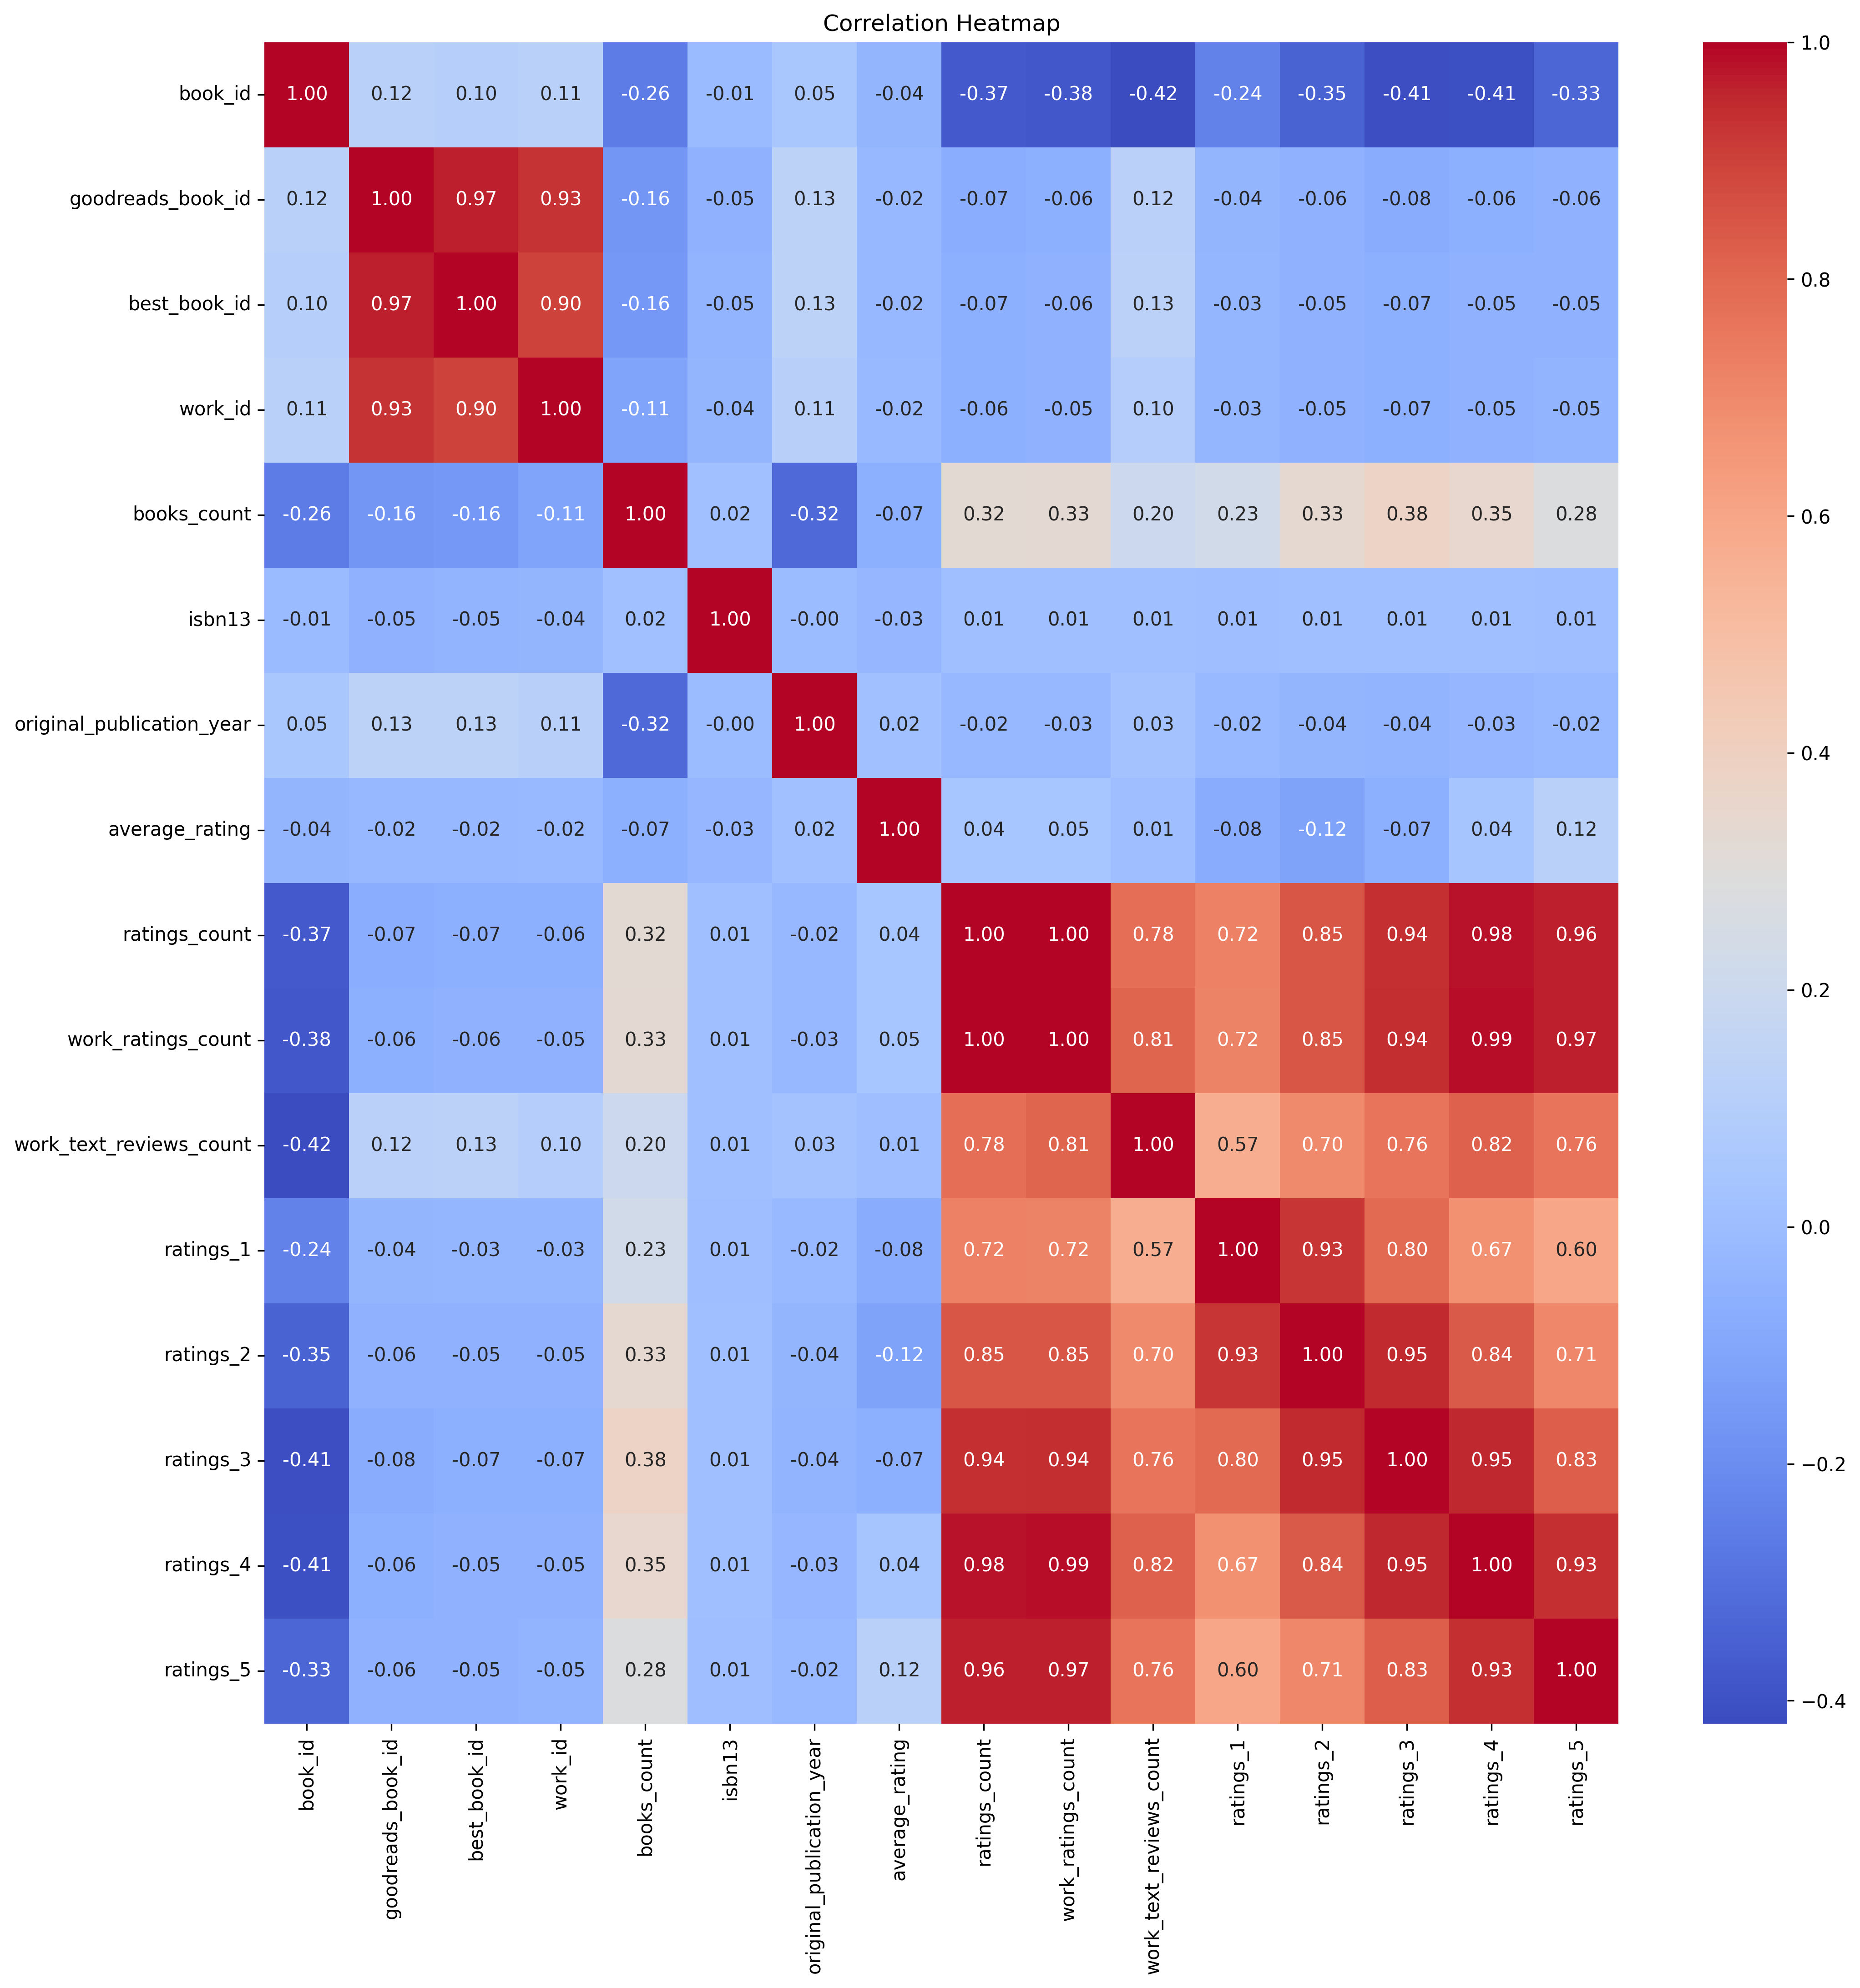 Correlation Heatmap
book_id 1.00 0.12 0.10 0.11 -0.26 -0.01 0.05 -0.04 -0.37 -0.38 -0.42 -0.24 -0.35 -0.41 -0.41 -0.33
goodreads_book_id 0.12 1.00 0.97 0.93 -0.16 -0.05 0.13 -0.02 -0.07 -0.06 0.12 -0.04 -0.06 -0.08 -0.06 -0.06
best_book_id 0.10 0.97 1.00 0.90 -0.16 -0.05 0.13 -0.02 -0.07 -0.06 0.13 -0.03 -0.05 -0.07 -0.05 -0.05
work_id 0.11 0.93 0.90 1.00 -0.11 -0.04 0.11 -0.02 -0.06 -0.05 0.10 -0.03 -0.05 -0.07 -0.05 -0.05
books_count -0.26 -0.16 -0.16 -0.11 1.00 0.02 -0.32 -0.07 0.32 0.33 0.20 0.23 0.33 0.38 0.35 0.28
isbn13 -0.01 -0.05 -0.05 -0.04 0.02 1.00 -0.00 -0.03 0.01 0.01 0.01 0.01 0.01 0.01 0.01 0.01
original_publication_year 0.05 0.13 0.13 0.11 -0.32 -0.00 1.00 0.02 -0.02 -0.03 0.03 -0.02 -0.04 -0.04 -0.03 -0.02
average_rating -0.04 -0.02 -0.02 -0.02 -0.07 -0.03 0.02 1.00 0.04 0.05 0.01 -0.08 -0.12 -0.07 0.04 0.12
ratings_count -0.37 -0.07 -0.07 -0.06 0.32 0.01 -0.02 0.04 1.00 1.00 0.78 0.72 0.85 0.94 0.98 0.96
work_ratings_count -0.38 -0.06 -0.06 -0.05 0.33 0.01 -0.03 0.05 1.00 1.00 0.81 0.72 0.85 0.94 0.99 0.97
work_text_reviews_count -0.42 0.12 0.13 0.10 0.20 0.01 0.03 0.01 0.78 0.81 1.00 0.57 0.70 0.76 0.82 0.76
ratings_1 -0.24 -0.04 -0.03 -0.03 0.23 0.01 -0.02 -0.08 0.72 0.72 0.57 1.00 0.93 0.80 0.67 0.60
ratings_2 -0.35 -0.06 -0.05 -0.05 0.33 0.01 -0.04 -0.12 0.85 0.85 0.70 0.93 1.00 0.95 0.84 0.71
ratings_3 -0.41 -0.08 -0.07 -0.07 0.38 0.01 -0.04 -0.07 0.94 0.94 0.76 0.80 0.95 1.00 0.95 0.83
ratings_4 -0.41 -0.06 -0.05 -0.05 0.35 0.01 -0.03 0.04 0.98 0.99 0.82 0.67 0.84 0.95 1.00 0.93
ratings_5 -0.33 -0.06 -0.05 -0.05 0.28 0.01 -0.02 0.12 0.96 0.97 0.76 0.60 0.71 0.83 0.93 1.00
book_id
goodreads_book_id
best_book_id
work_id
books_count
isbn13
original_publication_year
average_rating
ratings_count
work_ratings_count
work_text_reviews_count
ratings_1
ratings_2
ratings_3
ratings_4
ratings_5
1.0
0.8
0.6
0.4
0.2
0.0
−0.2
−0.4